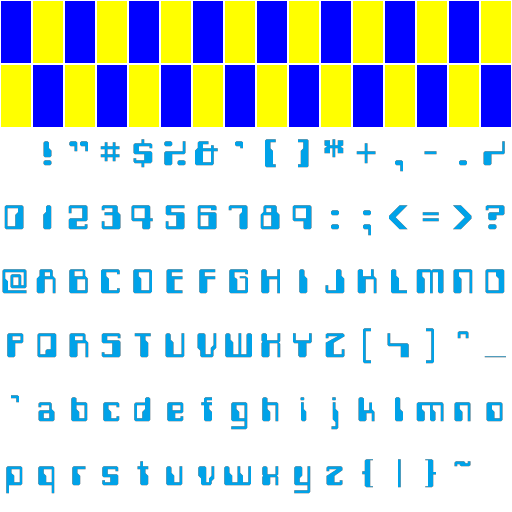 ! " # $ % & ' [ ] * + , - . /
0 1 2 3 4 5 6 7 8 9 : ; < = > ?
@ A B C D E F G H I J K L M N O
P Q R S T U V W X Y Z [ \ ] ^ _
` a b c d e f g h i j k l m n o
p q r s t u v w x y z { | } ~